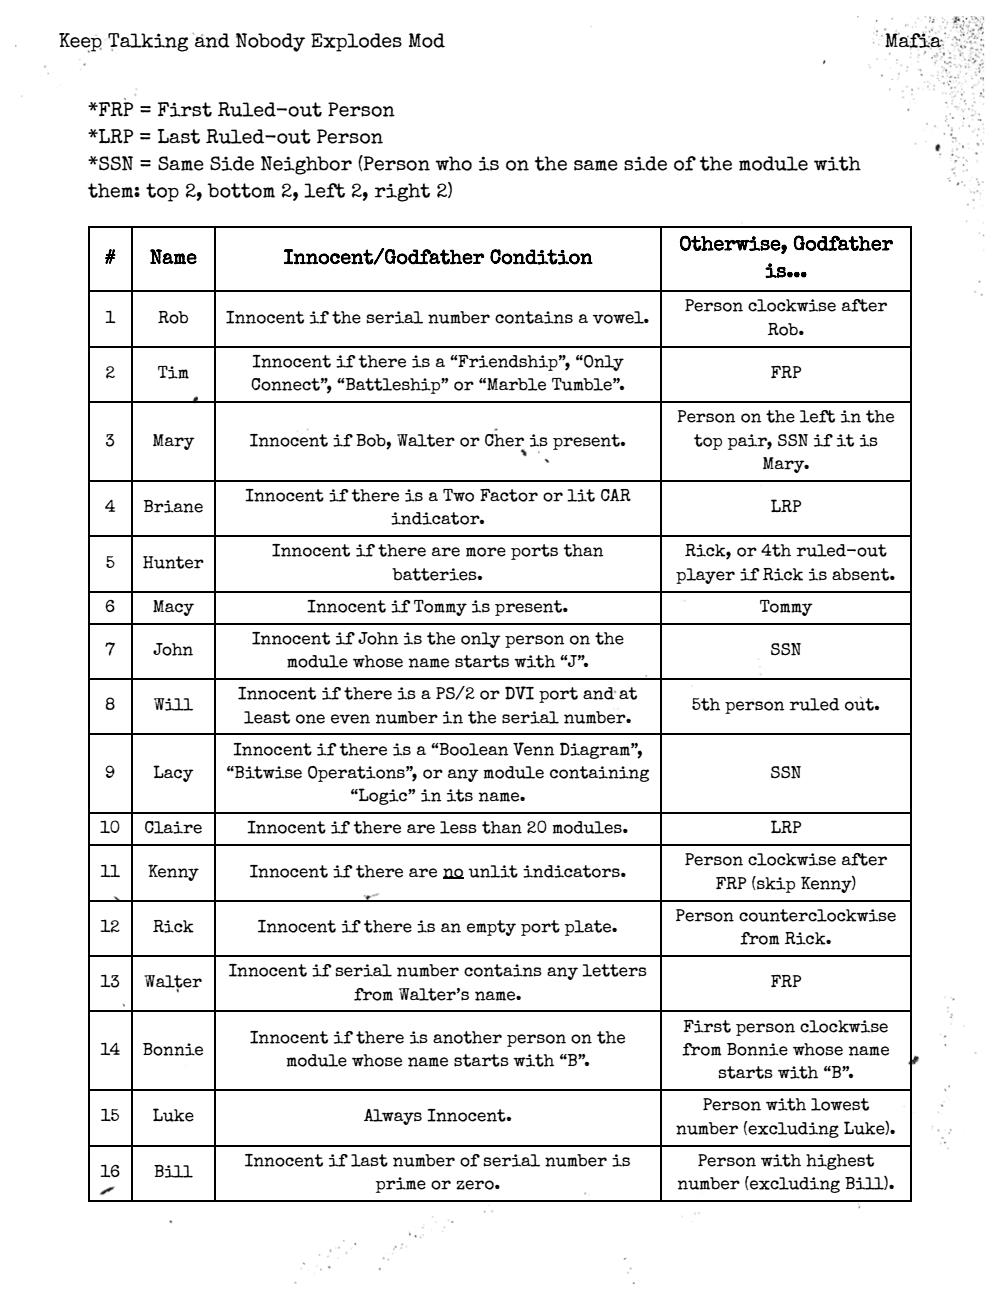 Keep Talking and Nobody Explodes Mod Mafia
*FRP = First Ruled-out Person
*LRP = Last Ruled-out Person
*SSN = Same Side Neighbor (Person who is on the same side of the module with
them: top 2, bottom 2, left 2, right 2)
# Name Innocent/Godfather Condition Otherwise, Godfather
is...
1 Rob Innocent if the serial number contains a vowel. Person clockwise after
Rob.
2 Tim Innocent if there is a “Friendship”, “Only
Connect”, “Battleship” or “Marble Tumble”. FRP
3 Mary Innocent if Bob, Walter or Cher is present. Person on the left in the
top pair, SSN if it is
Mary.
4 Briane Innocent if there is a Two Factor or lit CAR
indicator. LRP
5 Hunter Innocent if there are more ports than
batteries. Rick, or 4th ruled-out
player if Rick is absent.
6 Macy Innocent if Tommy is present. Tommy
7 John Innocent if John is the only person on the
module whose name starts with “J”. SSN
8 Will Innocent if there is a PS/2 or DVI port and at
least one even number in the serial number. 5th person ruled out.
9 Lacy Innocent if there is a “Boolean Venn Diagram”,
“Bitwise Operations”, or any module containing
“Logic” in its name. SSN
10 Claire Innocent if there are less than 20 modules. LRP
11 Kenny Innocent if there are no unlit indicators. Person clockwise after
FRP (skip Kenny)
12 Rick Innocent if there is an empty port plate. Person counterclockwise
from Rick.
13 Walter Innocent if serial number contains any letters
from Walter’s name. FRP
14 Bonnie Innocent if there is another person on the
module whose name starts with “B”. First person clockwise
from Bonnie whose name
starts with “B”.
15 Luke Always Innocent. Person with lowest
number (excluding Luke).
16 Bill Innocent if last number of serial number is
prime or zero. Person with highest
number (excluding Bill).